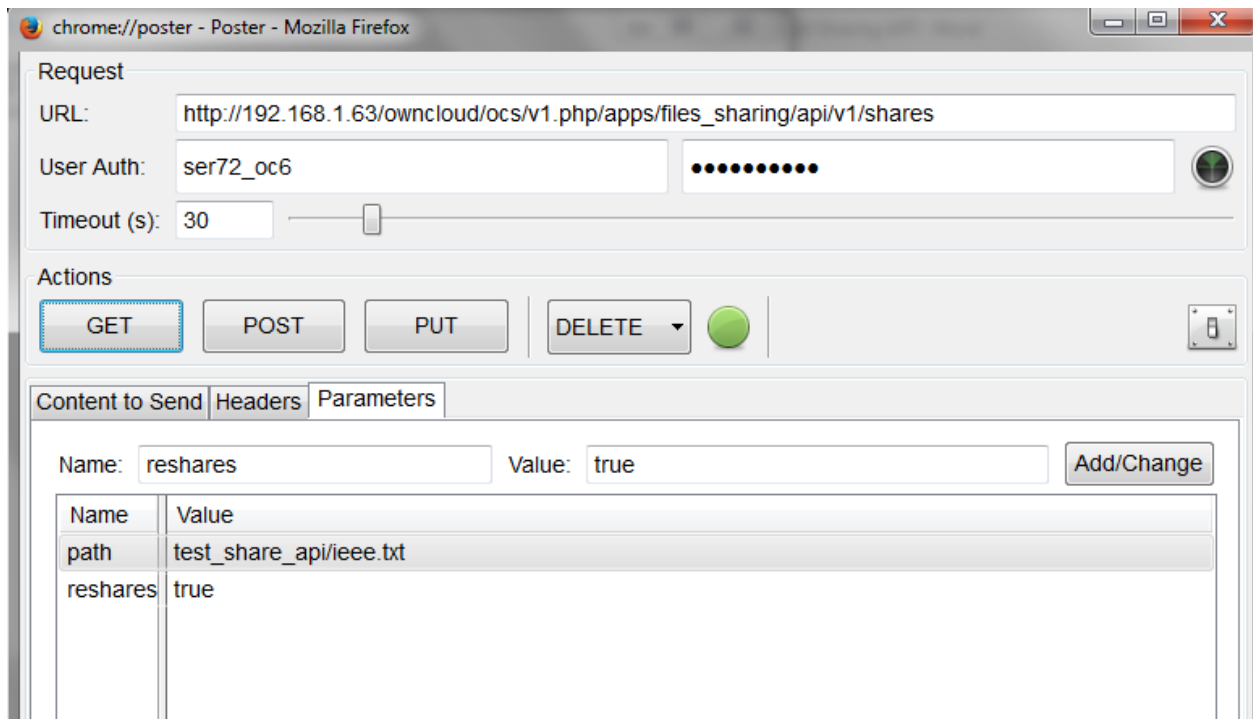 chrome://poster - Poster - Mozilla Firefox
Request
URL: http://192.168.1.63/owncloud/ocs/v1.php/apps/files_sharing/api/v1/shares
User Auth: ser72_oc6 ●●●●●●●●●●
Timeout (s): 30
Actions
GET POST PUT DELETE
Content to Send Headers Parameters
Name: reshares Value: true Add/Change
Name Value
path test_share_api/ieee.txt
reshares true